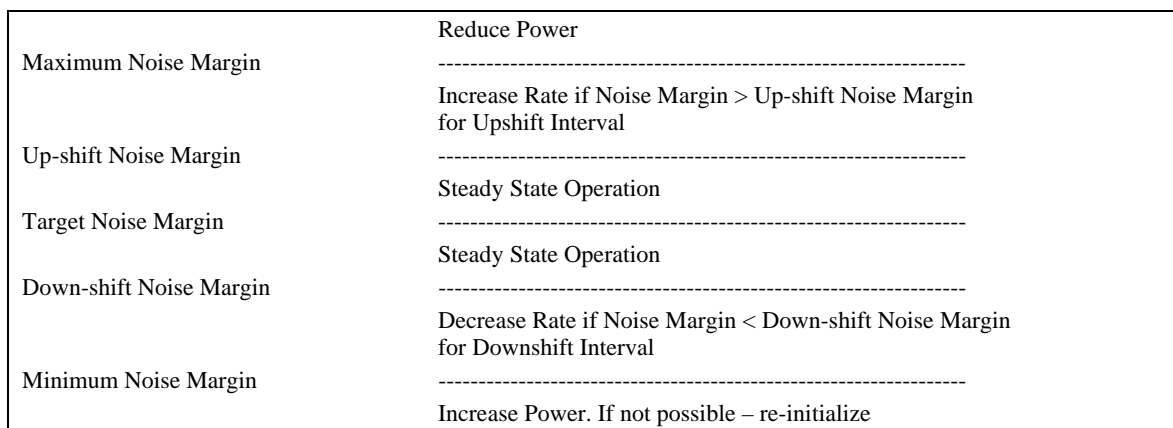 Reduce Power
Maximum Noise Margin ------------------------------------------------------------------
Increase Rate if Noise Margin > Up-shift Noise Margin
for Upshift Interval
Up-shift Noise Margin ------------------------------------------------------------------
Steady State Operation
Target Noise Margin ------------------------------------------------------------------
Steady State Operation
Down-shift Noise Margin ------------------------------------------------------------------
Decrease Rate if Noise Margin < Down-shift Noise Margin
for Downshift Interval
Minimum Noise Margin ------------------------------------------------------------------
Increase Power. If not possible – re-initialize